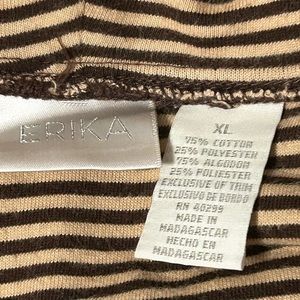 ERIKA
XL
75% COTTON
25% POLYESTER
75% ALGODON
25% POLIESTER
EXCLUSIVE OF TRIM
EXCLUSIVO DE BORDO
RN 40299
MADE IN
MADAGASCAR
HECHO EN
MADAGASCAR